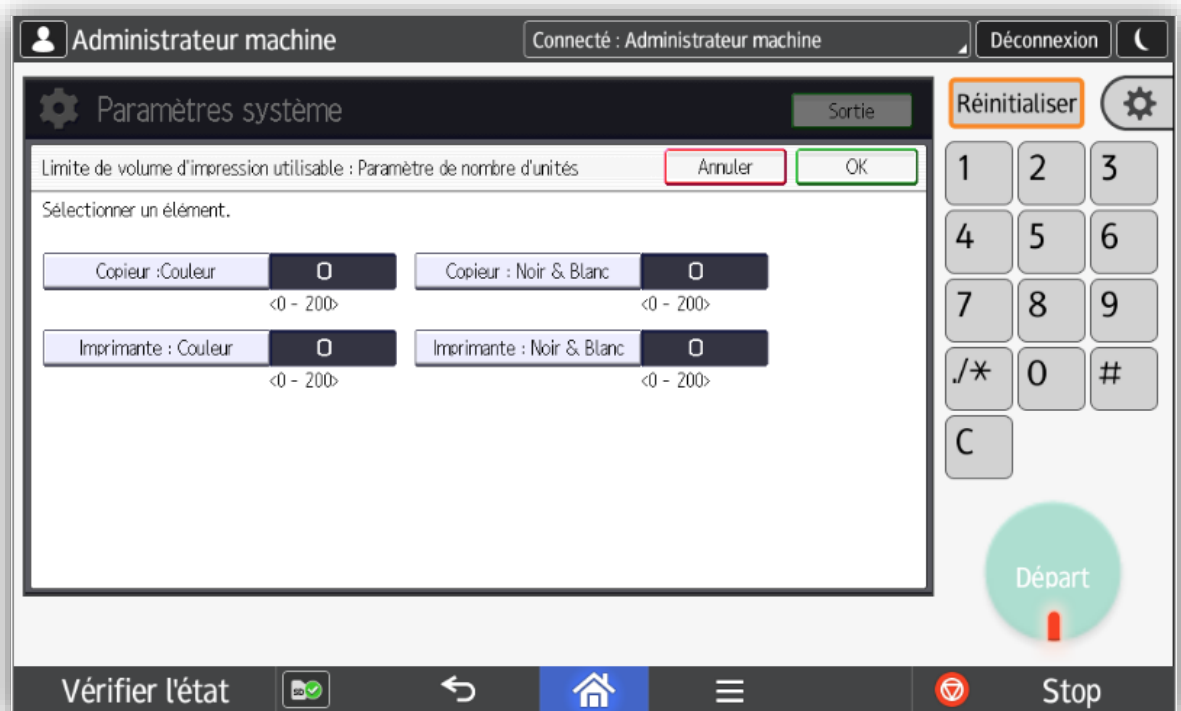 Administrateur machine Connecté : Administrateur machine Déconnexion
Paramètres système Sortie Réinitialiser
Limite de volume d'impression utilisable : Paramètre de nombre d'unités Annuler OK
Sélectionner un élément.
Copieur :Couleur 0 Copieur : Noir & Blanc 0
<0 - 200> <0 - 200>
Imprimante : Couleur 0 Imprimante : Noir & Blanc 0
<0 - 200> <0 - 200>
1 2 3
4 5 6
7 8 9
./* 0 #
C
Départ
Vérifier l'état SD Stop